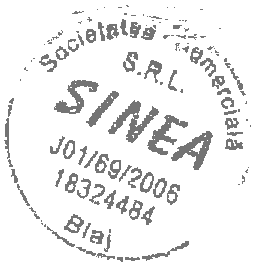 Societatea Comercială
S.R.L.
SINEA
J01/69/2006
18324484
Blaj